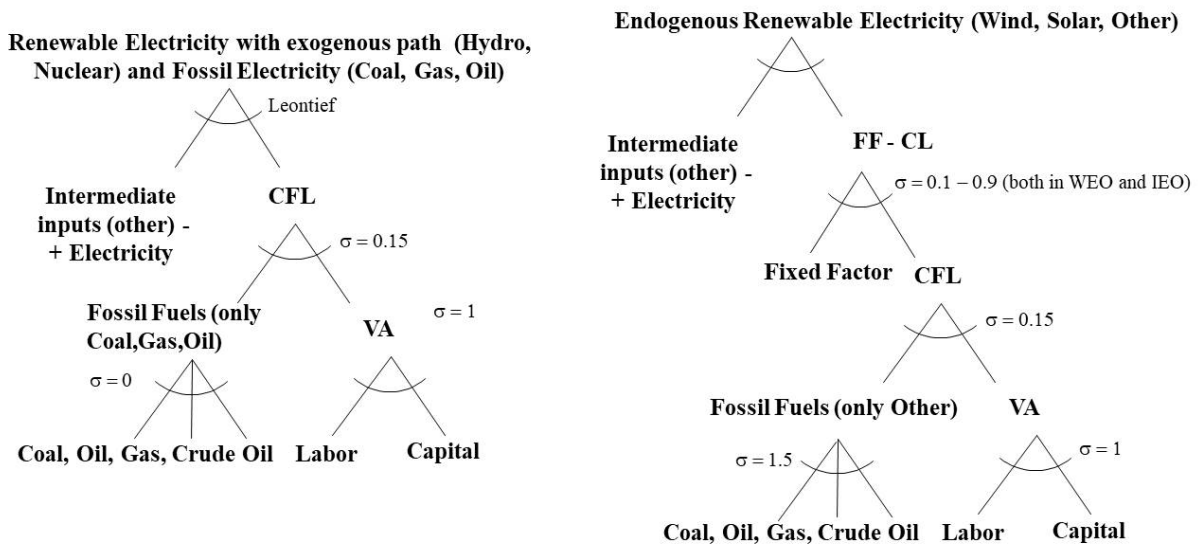 Renewable Electricity with exogenous path (Hydro,
Nuclear) and Fossil Electricity (Coal, Gas, Oil)
Leontief
Intermediate
inputs (other) -
+ Electricity
CFL
σ = 0.15
Fossil Fuels (only
Coal,Gas,Oil)
VA
σ = 1
σ = 0
Coal, Oil, Gas, Crude Oil
Labor
Capital
Endogenous Renewable Electricity (Wind, Solar, Other)
Intermediate
inputs (other) -
+ Electricity
FF - CL
σ = 0.1 – 0.9 (both in WEO and IEO)
Fixed Factor
CFL
σ = 0.15
Fossil Fuels (only Other)
VA
σ = 1.5
σ = 1
Coal, Oil, Gas, Crude Oil
Labor
Capital